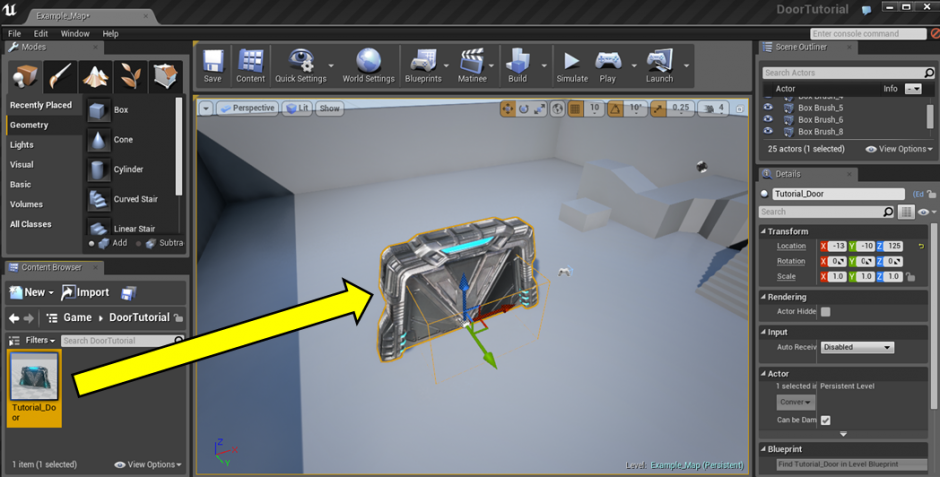 Example_Map*
DoorTutorial
File Edit Window Help
Enter console command
Modes
Recently Placed
Geometry
Lights
Visual
Basic
Volumes
All Classes
Box
Cone
Cylinder
Curved Stair
Linear Stair
Add Subtra
Save Content Quick Settings World Settings Blueprints Matinee Build Simulate Play Launch
Perspective Lit Show
10 10° 0.25 4
Level: Example_Map (Persistent)
Z
X
Y
Content Browser
New Import
Game DoorTutorial
Filters Search DoorTutorial
Tutorial_Do
or
1 item (1 selected) View Options
Scene Outliner
Search Actors
Actor Info
Box Brush_4
Box Brush_5
Box Brush_6
Box Brush_8
25 actors (1 selected) View Options
Details
Tutorial_Door (Ed
Search
Transform
Location X -13 Y -10 Z 125
Rotation X 0 Y 0 Z 0
Scale X 1.0 Y 1.0 Z 1.0
Rendering
Actor Hidde
Input
Auto Receiv Disabled
Actor
1 selected in Persistent Level
Conver
Can be Dam
Blueprint
Find Tutorial_Door in Level Blueprint